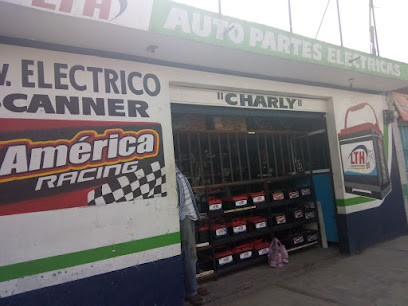 LTH
AUTO PARTES ELECTRICAS
V. ELECTRICO
SCANNER
"CHARLY"
América
RACING
LTH